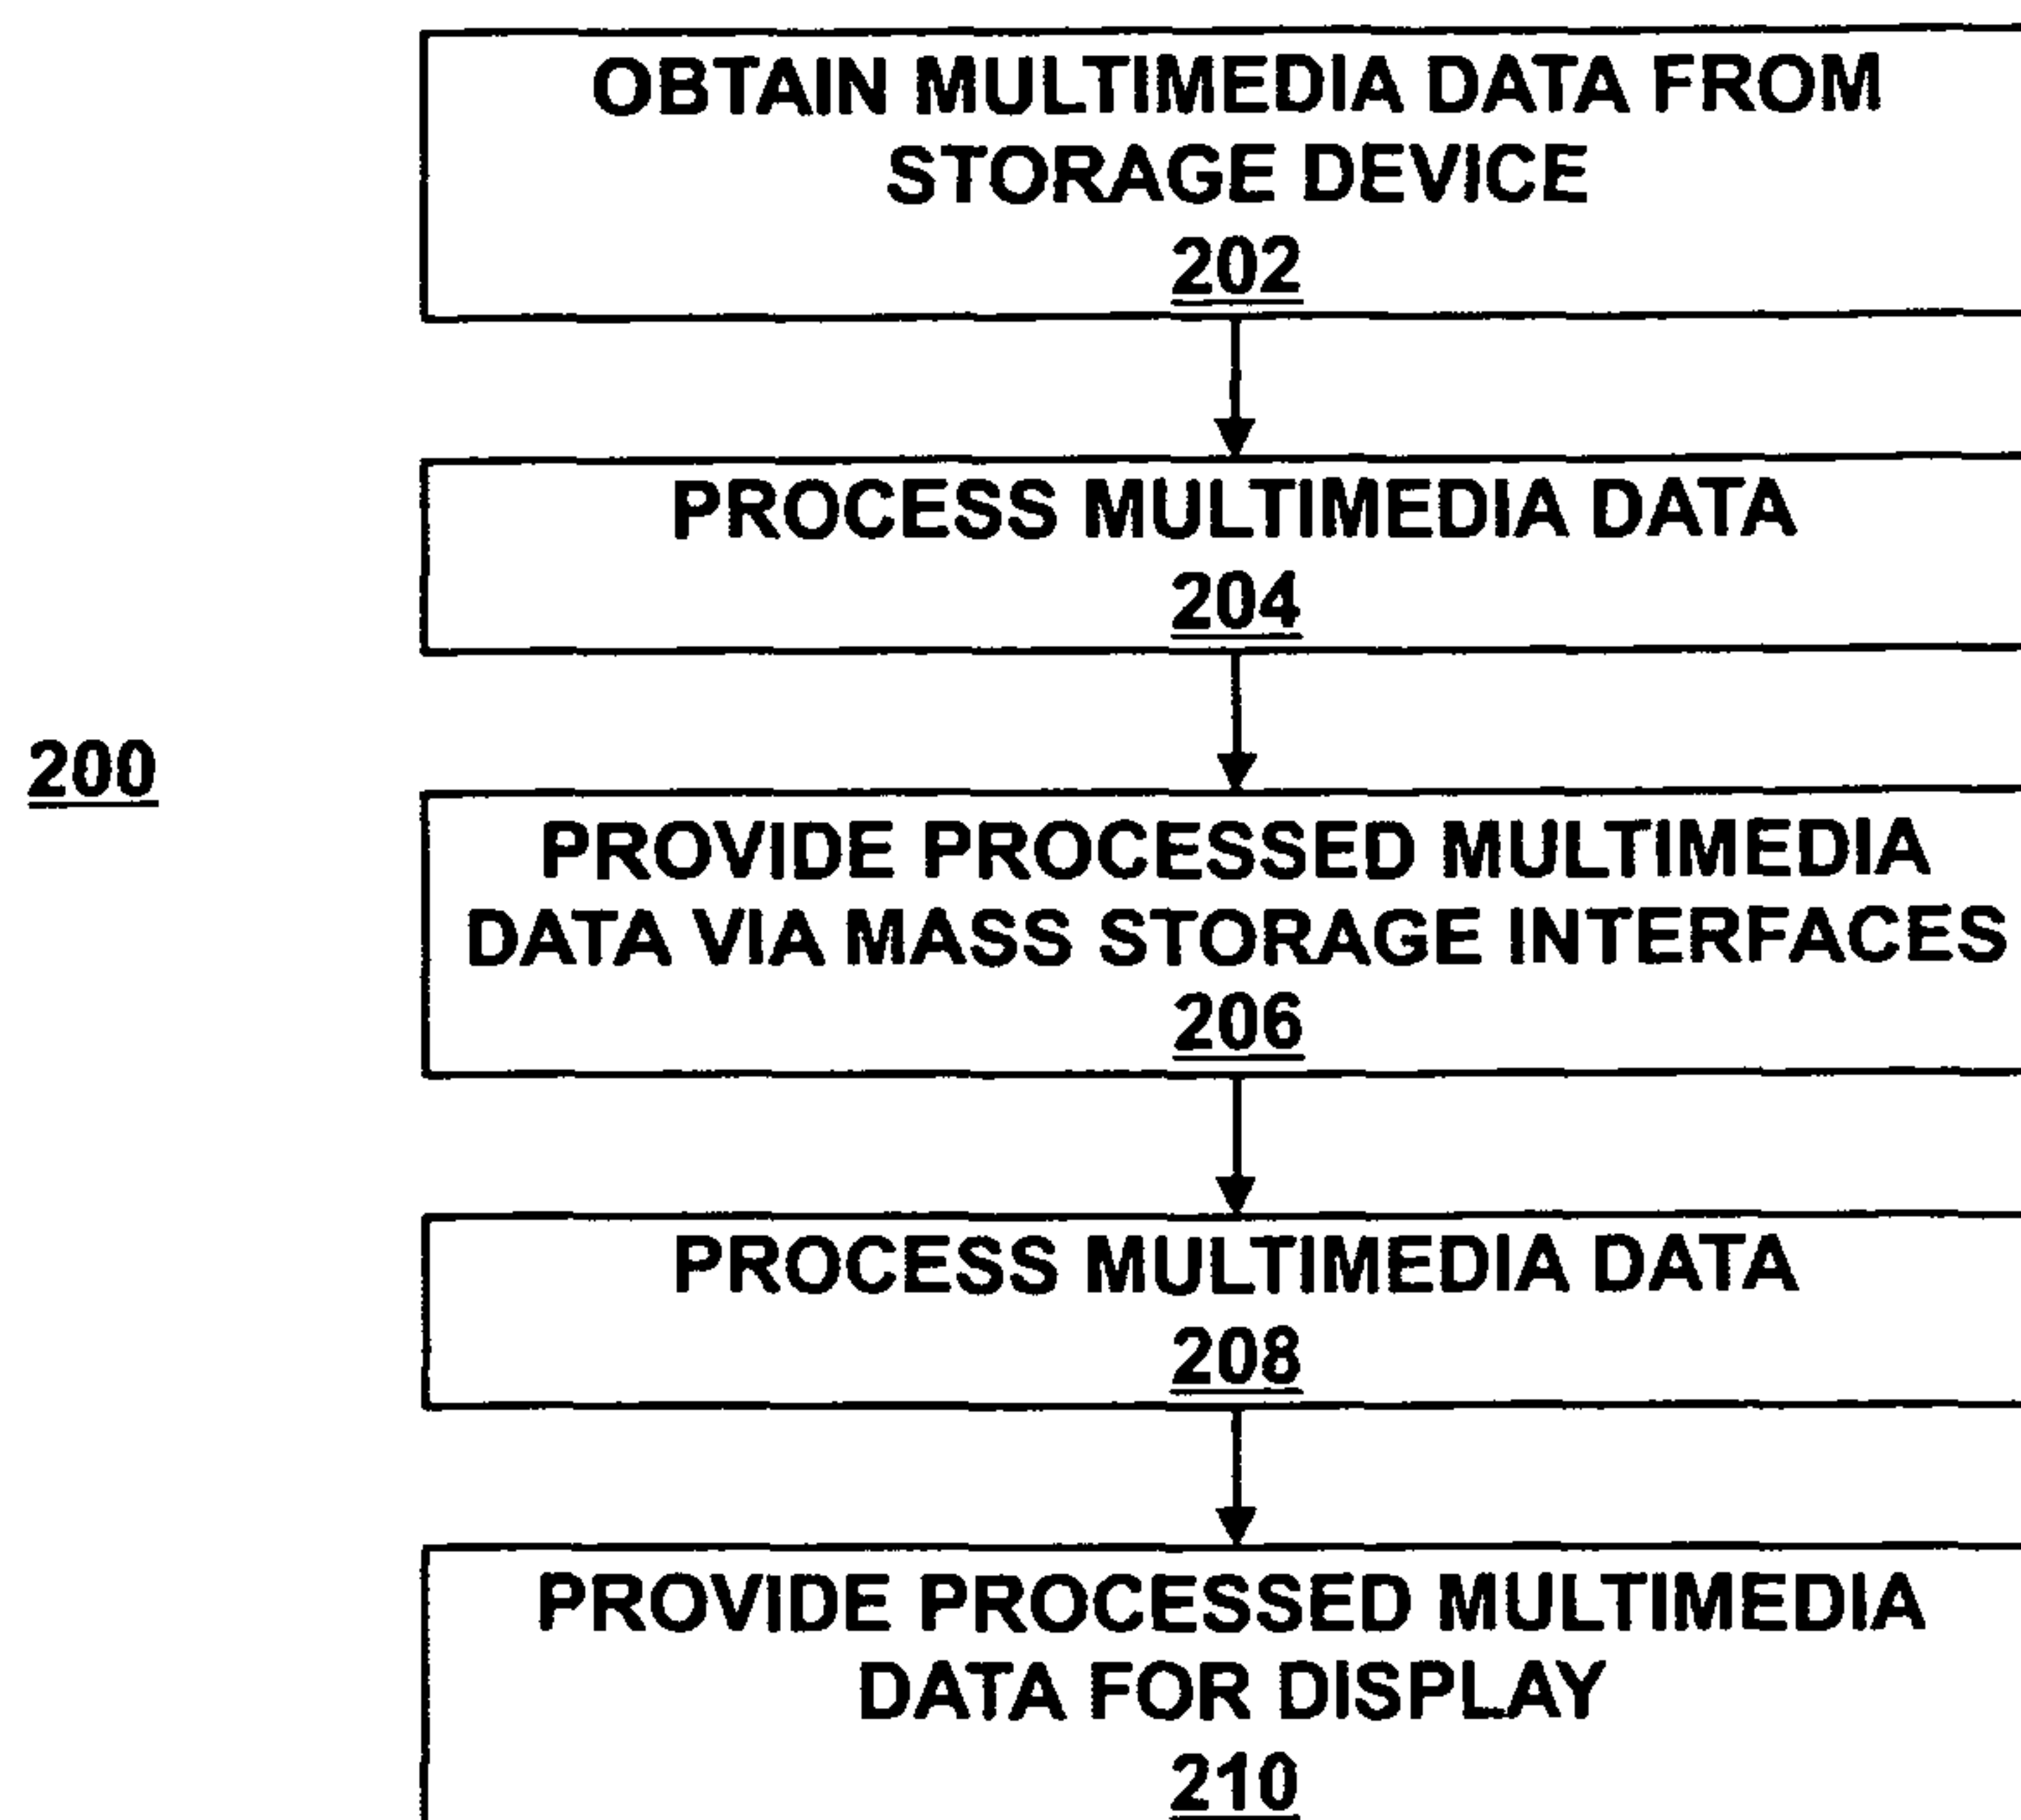 OBTAIN MULTIMEDIA DATA FROM
STORAGE DEVICE
202
PROCESS MULTIMEDIA DATA
204
200
PROVIDE PROCESSED MULTIMEDIA
DATA VIA MASS STORAGE INTERFACES
206
PROCESS MULTIMEDIA DATA
208
PROVIDE PROCESSED MULTIMEDIA
DATA FOR DISPLAY
210